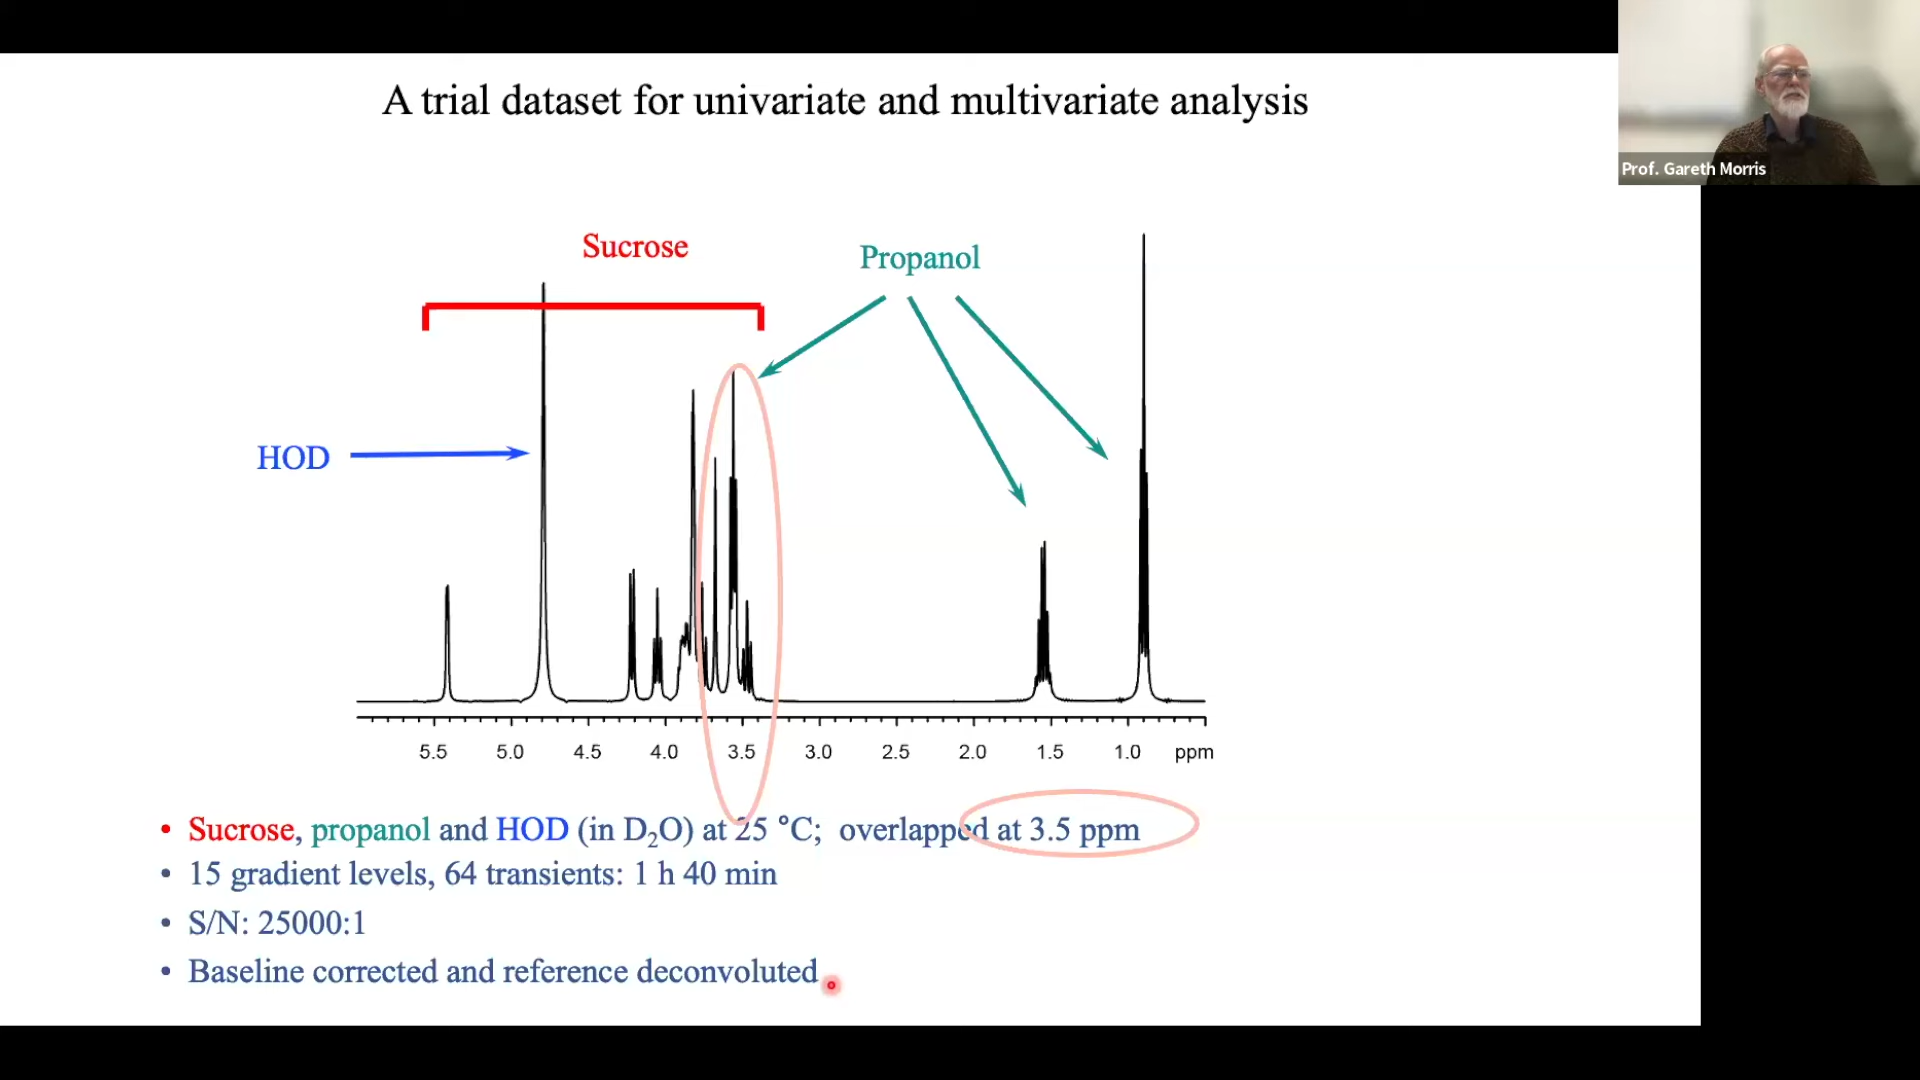 A trial dataset for univariate and multivariate analysis
Prof. Gareth Morris
Sucrose
Propanol
HOD
5.5 5.0 4.5 4.0 3.5 3.0 2.5 2.0 1.5 1.0 ppm
• Sucrose, propanol and HOD (in D₂O) at 25 °C; overlapped at 3.5 ppm
• 15 gradient levels, 64 transients: 1 h 40 min
• S/N: 25000:1
• Baseline corrected and reference deconvoluted